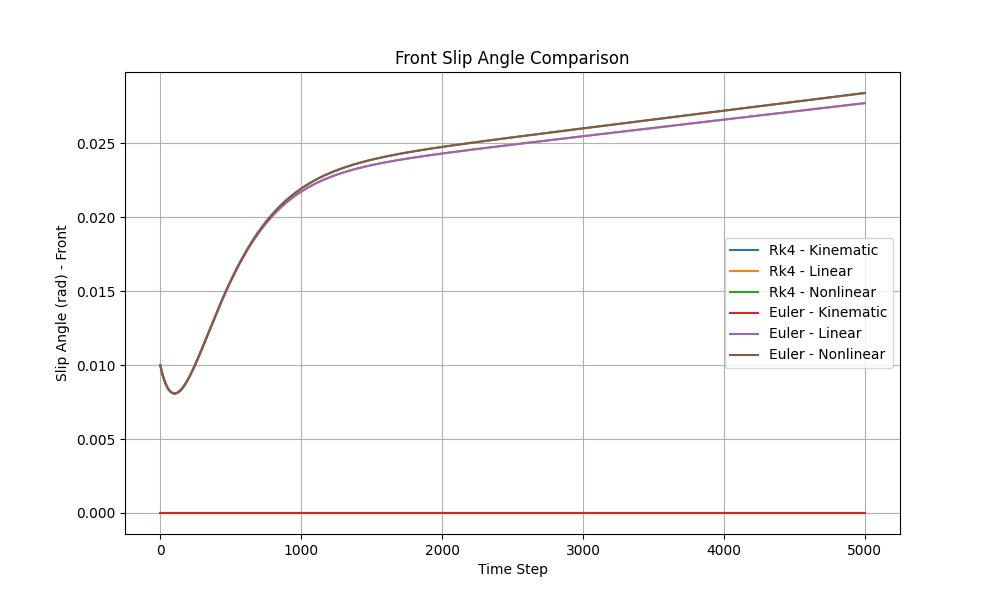 Front Slip Angle Comparison
Slip Angle (rad) - Front
0.025
0.020
0.015
0.010
0.005
0.000
Rk4 - Kinematic
Rk4 - Linear
Rk4 - Nonlinear
Euler - Kinematic
Euler - Linear
Euler - Nonlinear
0 1000 2000 3000 4000 5000
Time Step